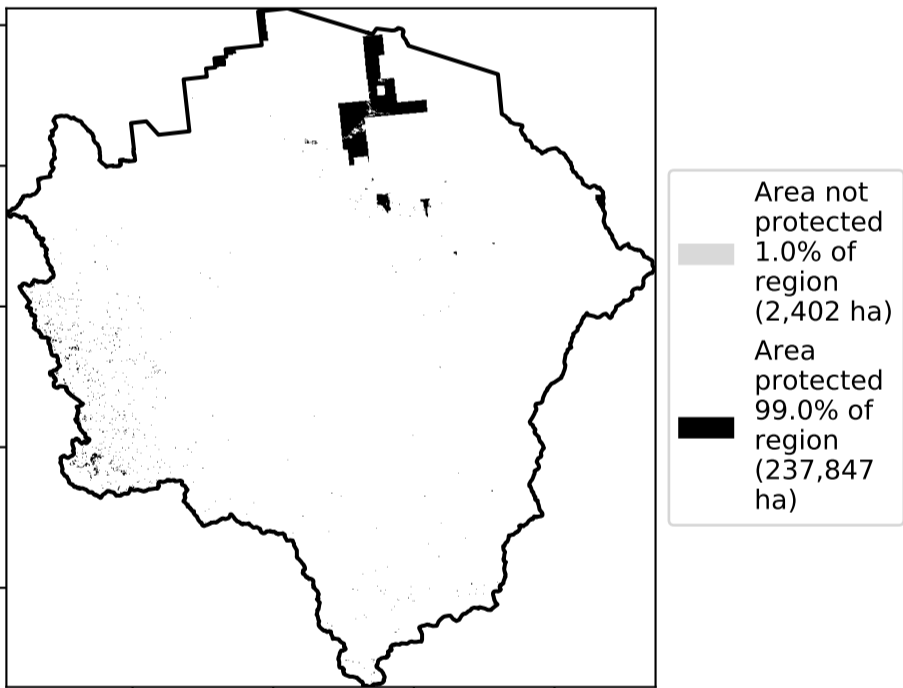 Area not
protected
1.0% of
region
(2,402 ha)
Area
protected
99.0% of
region
(237,847
ha)